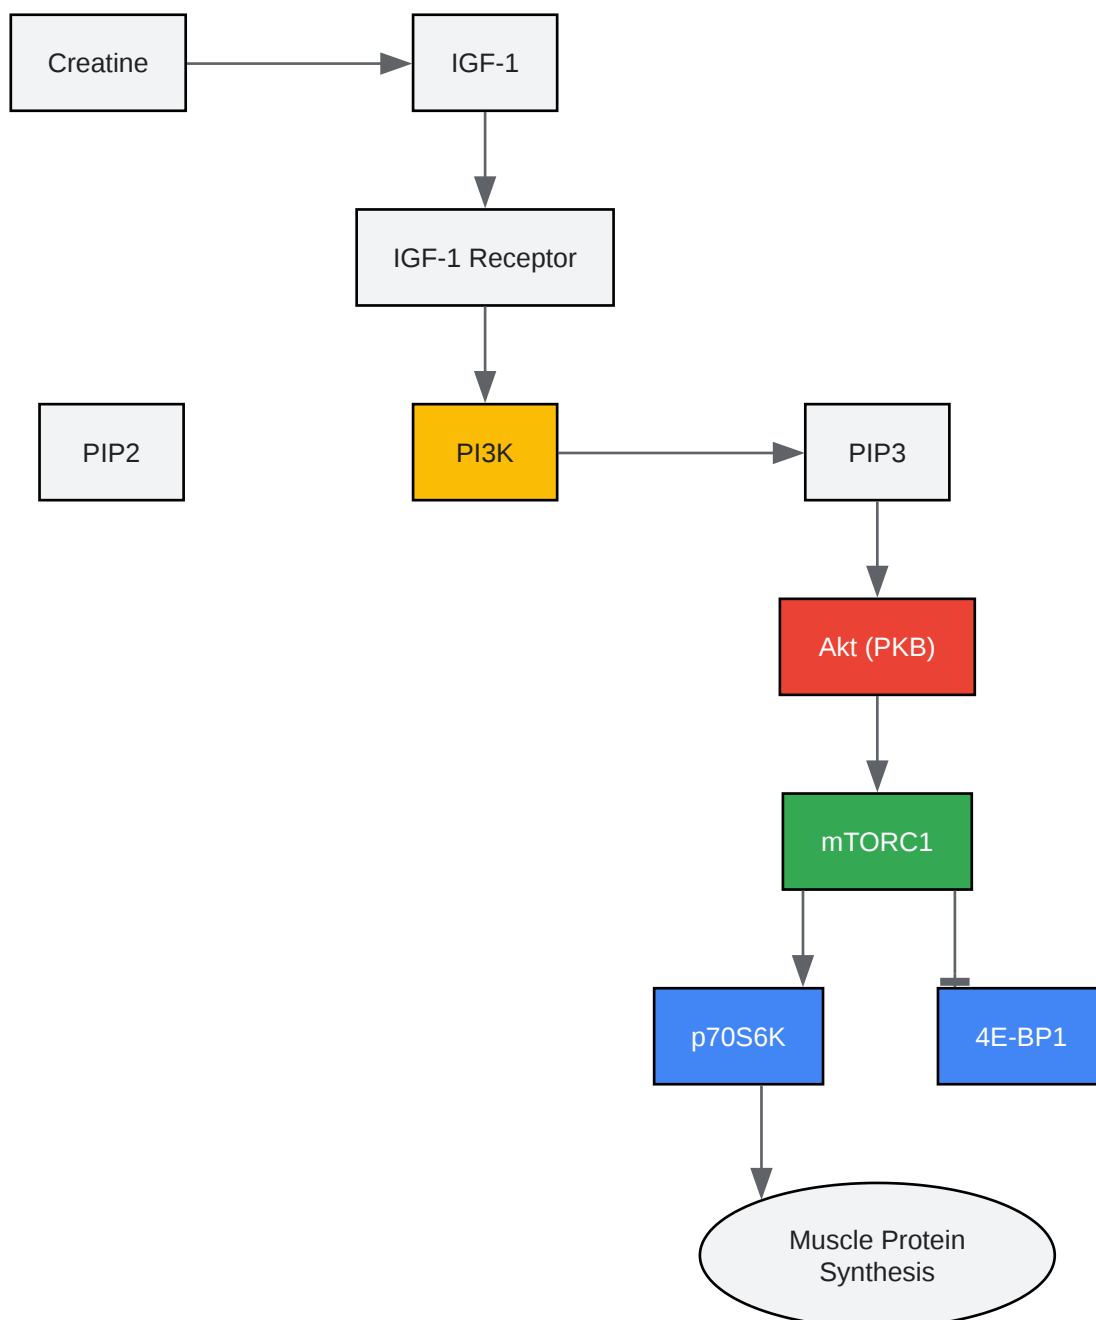 Creatine
IGF-1
IGF-1 Receptor
PIP2
PI3K
PIP3
Akt (PKB)
mTORC1
p70S6K
4E-BP1
Muscle Protein
Synthesis